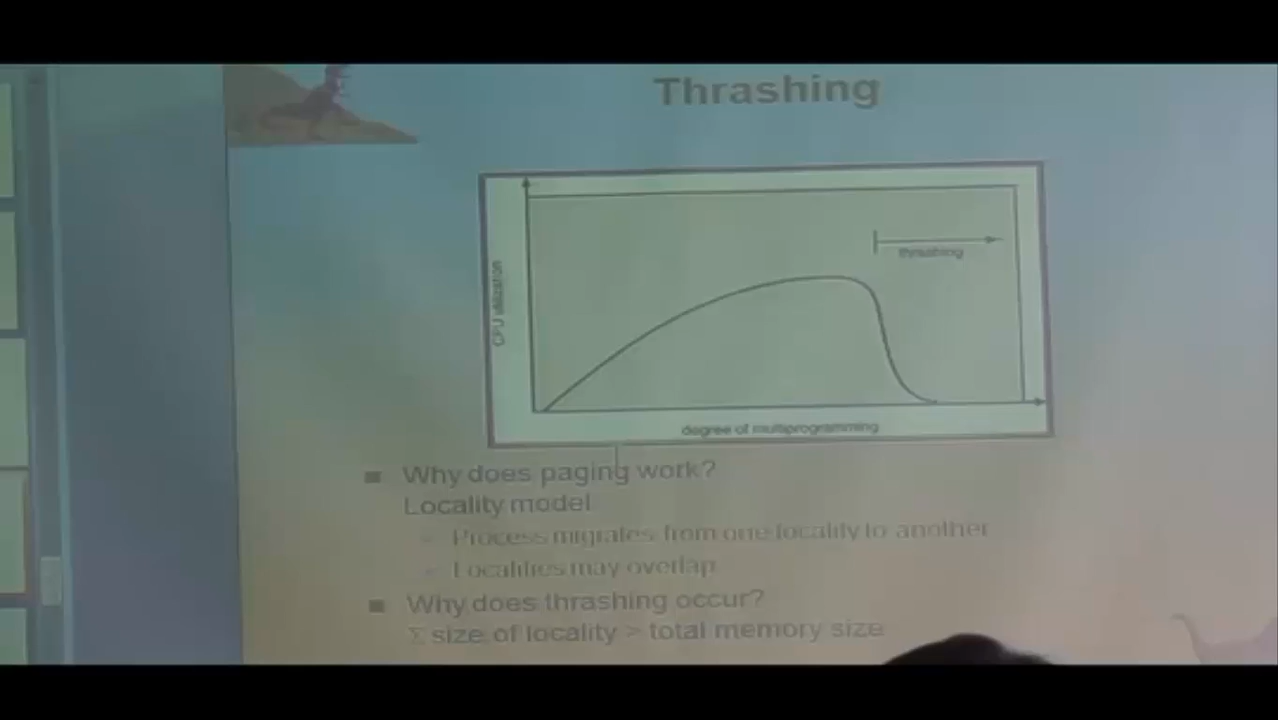 Thrashing
CPU utilization
thrashing
degree of multiprogramming
Why does paging work?
Locality model
– Process migrates from one locality to another
– Localities may overlap
Why does thrashing occur?
Σ size of locality > total memory size